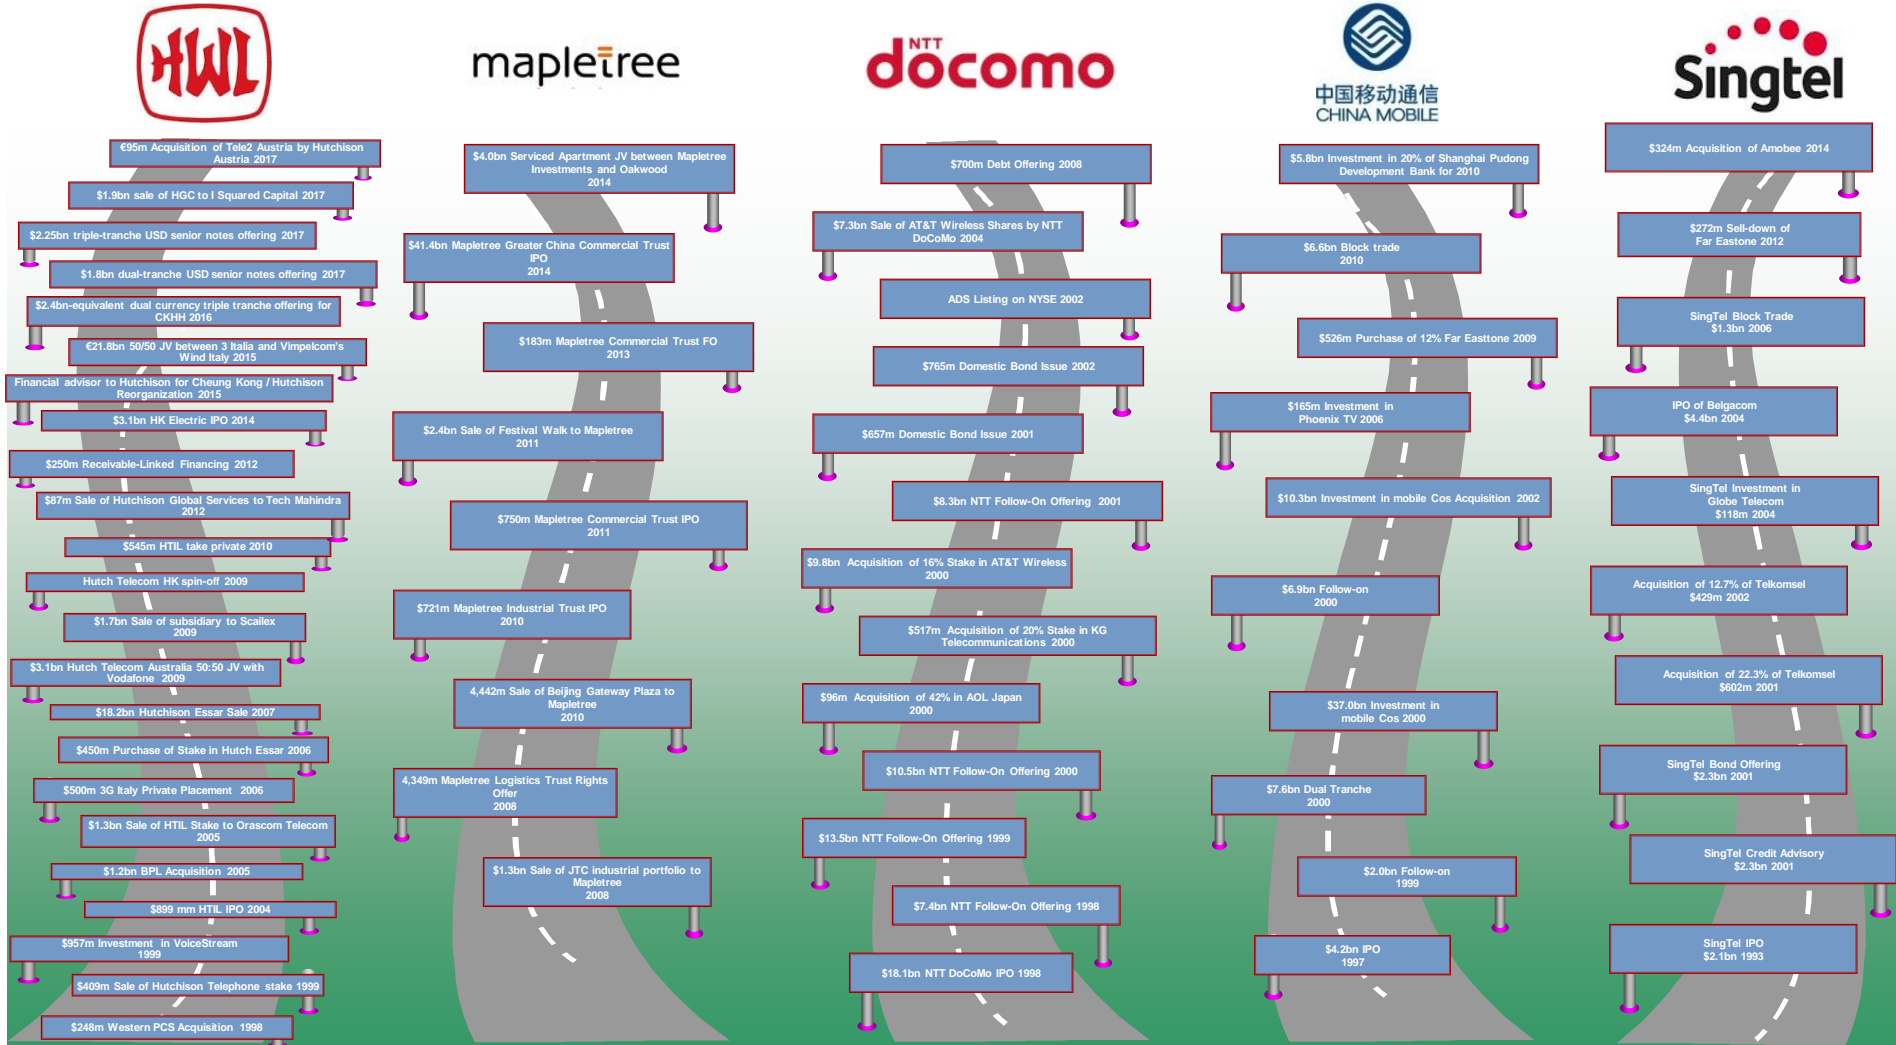 HWL
€95m Acquisition of Tele2 Austria by Hutchison
Austria 2017
$1.9bn sale of HGC to I Squared Capital 2017
$2.25bn triple-tranche USD senior notes offering 2017
$1.8bn dual-tranche USD senior notes offering 2017
$2.4bn-equivalent dual currency triple tranche offering for
CKHH 2016
€21.8bn 50/50 JV between 3 Italia and Vimpelcom's
Wind Italy 2015
Financial advisor to Hutchison for Cheung Kong / Hutchison
Reorganization 2015
$3.1bn HK Electric IPO 2014
$250m Receivable-Linked Financing 2012
$87m Sale of Hutchison Global Services to Tech Mahindra
2012
$545m HTIL take private 2010
Hutch Telecom HK spin-off 2009
$1.7bn Sale of subsidiary to Scailex
2009
$3.1bn Hutch Telecom Australia 50:50 JV with
Vodafone 2009
$18.2bn Hutchison Essar Sale 2007
$450m Purchase of Stake in Hutch Essar 2006
$500m 3G Italy Private Placement 2006
$1.3bn Sale of HTIL Stake to Orascom Telecom
2005
$1.2bn BPL Acquisition 2005
$899 mm HTIL IPO 2004
$957m Investment in VoiceStream
1999
$409m Sale of Hutchison Telephone stake 1999
$248m Western PCS Acquisition 1998
mapletree
$4.0bn Serviced Apartment JV between Mapletree
Investments and Oakwood
2014
$41.4bn Mapletree Greater China Commercial Trust
IPO
2014
$183m Mapletree Commercial Trust FO
2013
$2.4bn Sale of Festival Walk to Mapletree
2011
$750m Mapletree Commercial Trust IPO
2011
$721m Mapletree Industrial Trust IPO
2010
4,442m Sale of Beijing Gateway Plaza to
Mapletree
2010
4,349m Mapletree Logistics Trust Rights
Offer
2008
$1.3bn Sale of JTC industrial portfolio to
Mapletree
2008
NTT
docomo
$700m Debt Offering 2008
$7.3bn Sale of AT&T Wireless Shares by NTT
DoCoMo 2004
ADS Listing on NYSE 2002
$765m Domestic Bond Issue 2002
$657m Domestic Bond Issue 2001
$8.3bn NTT Follow-On Offering 2001
$9.8bn Acquisition of 16% Stake in AT&T Wireless
2000
$517m Acquisition of 20% Stake in KG
Telecommunications 2000
$96m Acquisition of 42% in AOL Japan
2000
$10.5bn NTT Follow-On Offering 2000
$13.5bn NTT Follow-On Offering 1999
$7.4bn NTT Follow-On Offering 1998
$18.1bn NTT DoCoMo IPO 1998
中国移动通信
CHINA MOBILE
$5.8bn Investment in 20% of Shanghai Pudong
Development Bank for 2010
$6.6bn Block trade
2010
$526m Purchase of 12% Far Easttone 2009
$165m Investment in
Phoenix TV 2006
$10.3bn Investment in mobile Cos Acquisition 2002
$6.9bn Follow-on
2000
$37.0bn Investment in
mobile Cos 2000
$7.6bn Dual Tranche
2000
$2.0bn Follow-on
1999
$4.2bn IPO
1997
Singtel
$324m Acquisition of Amobee 2014
$272m Sell-down of
Far Eastone 2012
SingTel Block Trade
$1.3bn 2006
IPO of Belgacom
$4.4bn 2004
SingTel Investment in
Globe Telecom
$118m 2004
Acquisition of 12.7% of Telkomsel
$429m 2002
Acquisition of 22.3% of Telkomsel
$602m 2001
SingTel Bond Offering
$2.3bn 2001
SingTel Credit Advisory
$2.3bn 2001
SingTel IPO
$2.1bn 1993